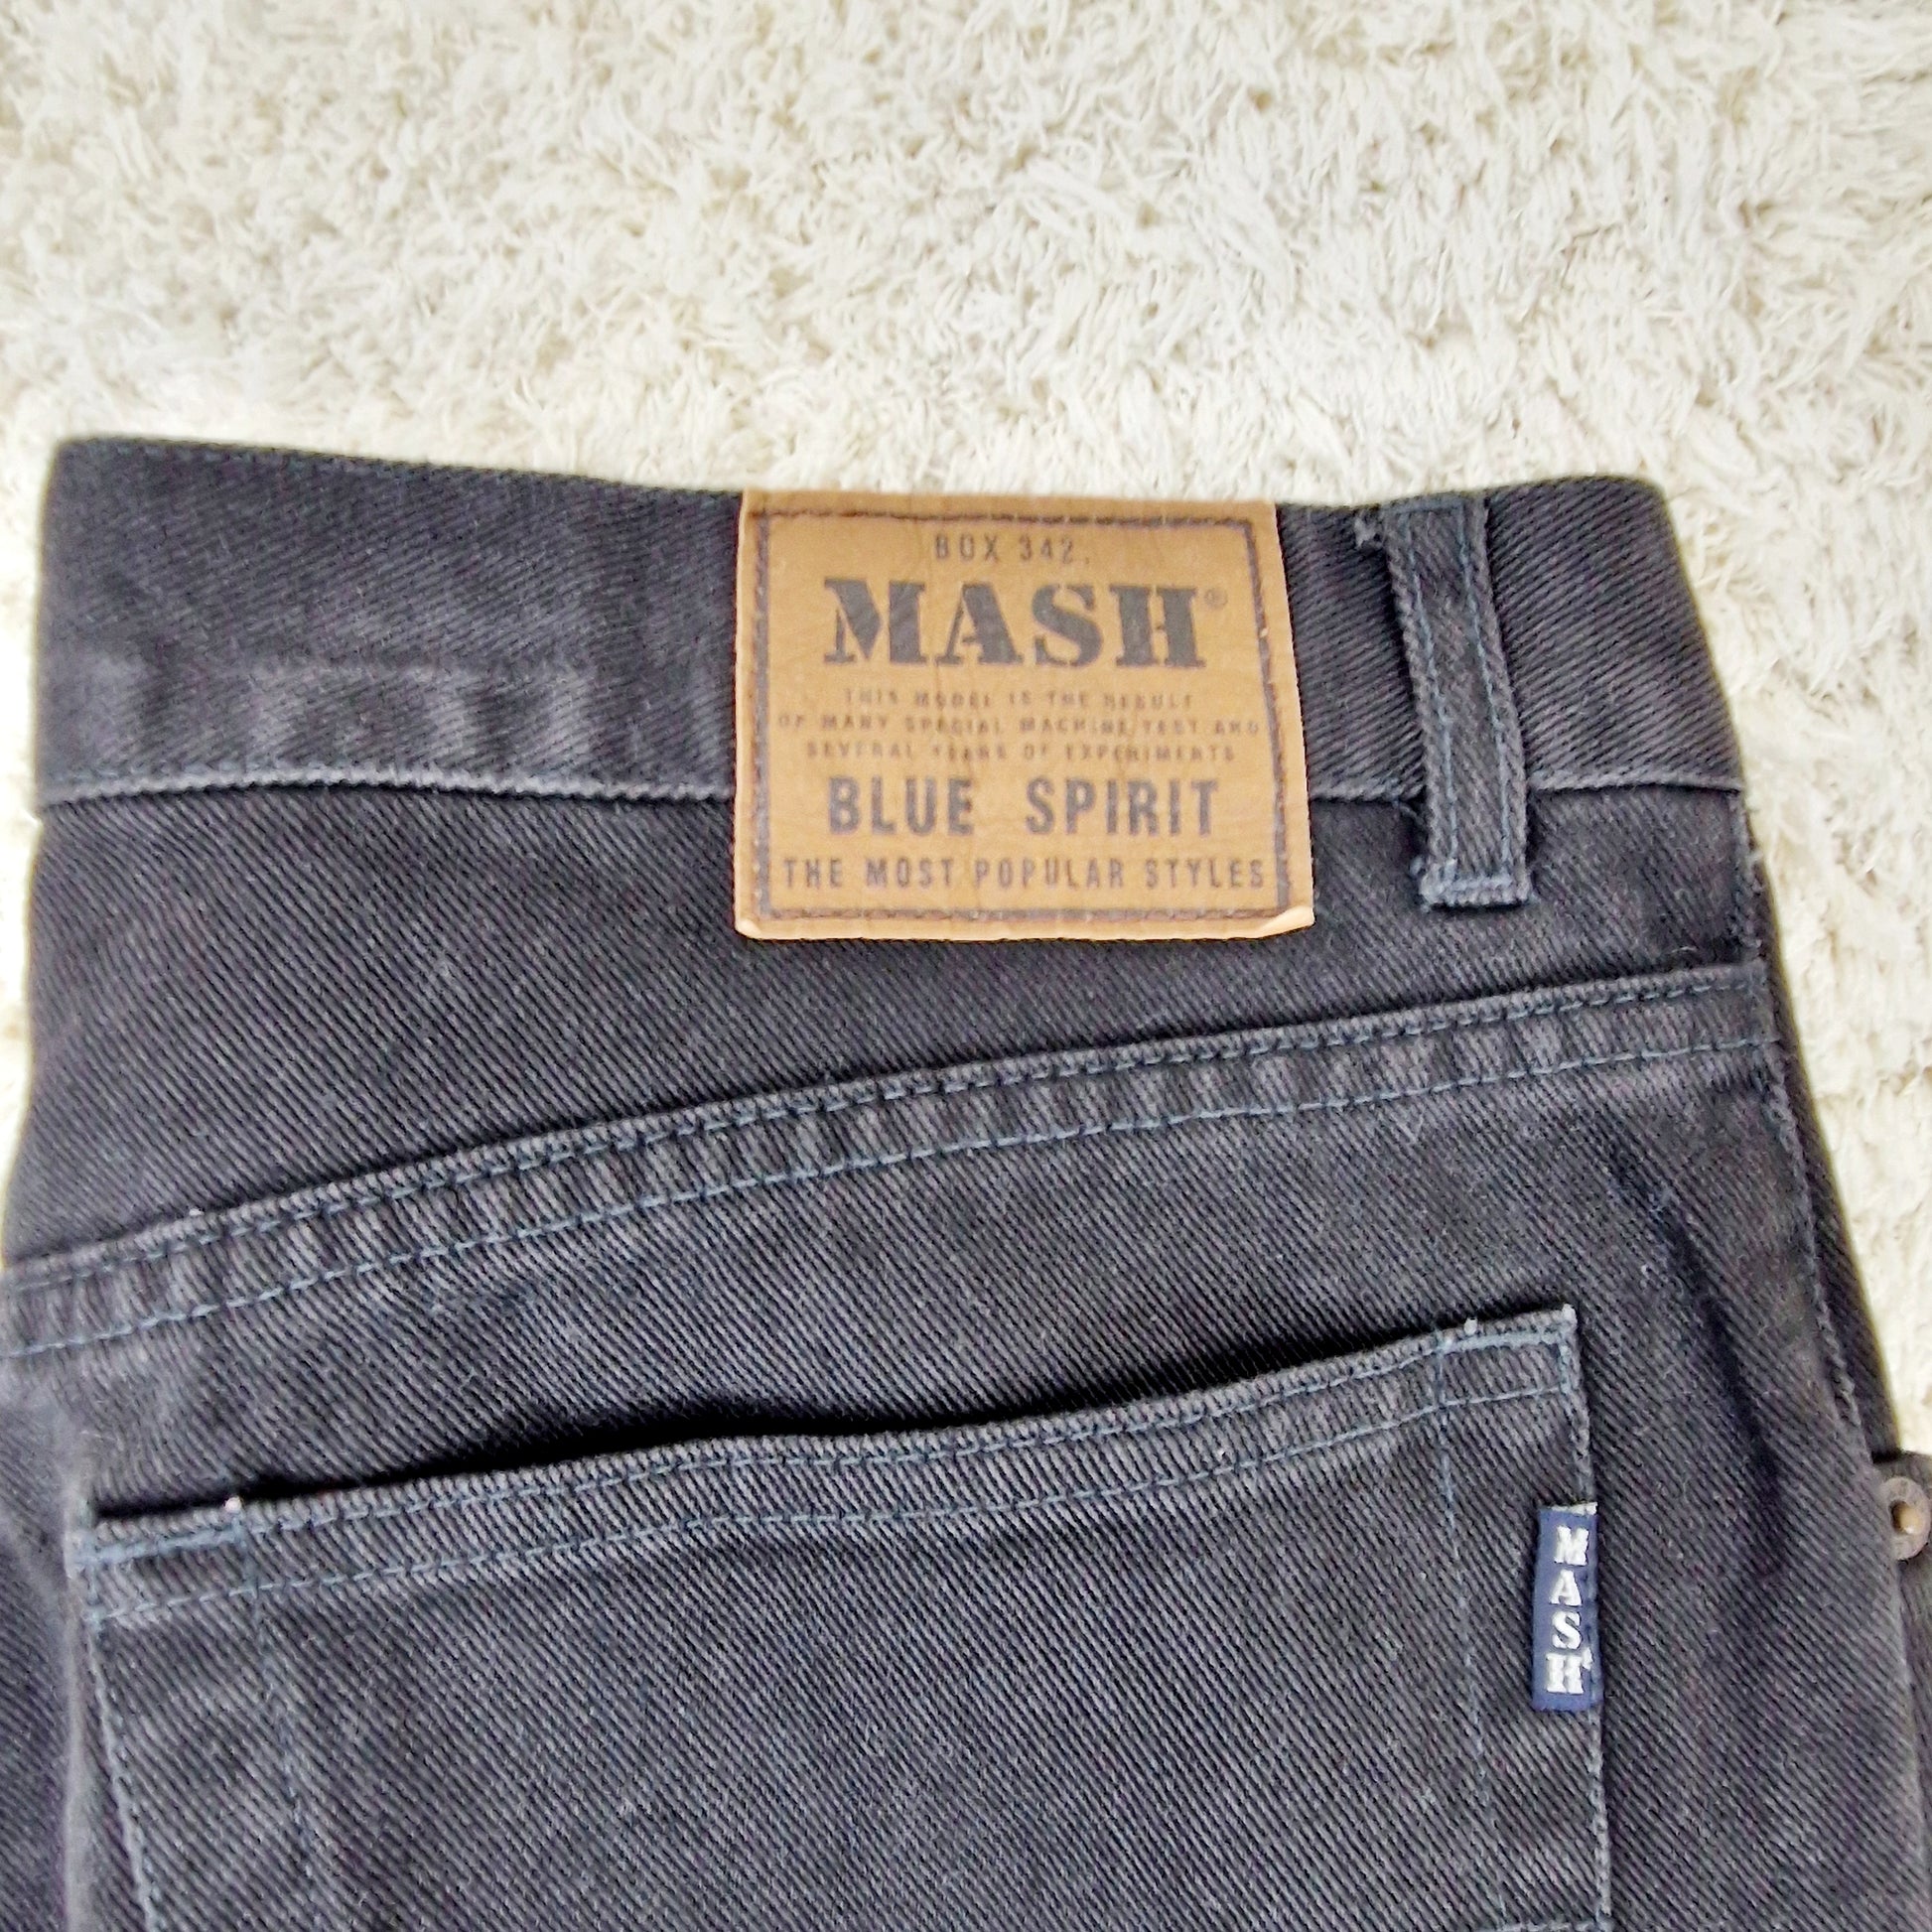 BOX 342.
MASH®
THIS MODEL IS THE RESULT
OF MANY SPECIAL MACHINE TEST AND
SEVERAL YEARS OF EXPERIMENTS
BLUE SPIRIT
THE MOST POPULAR STYLES
MASH